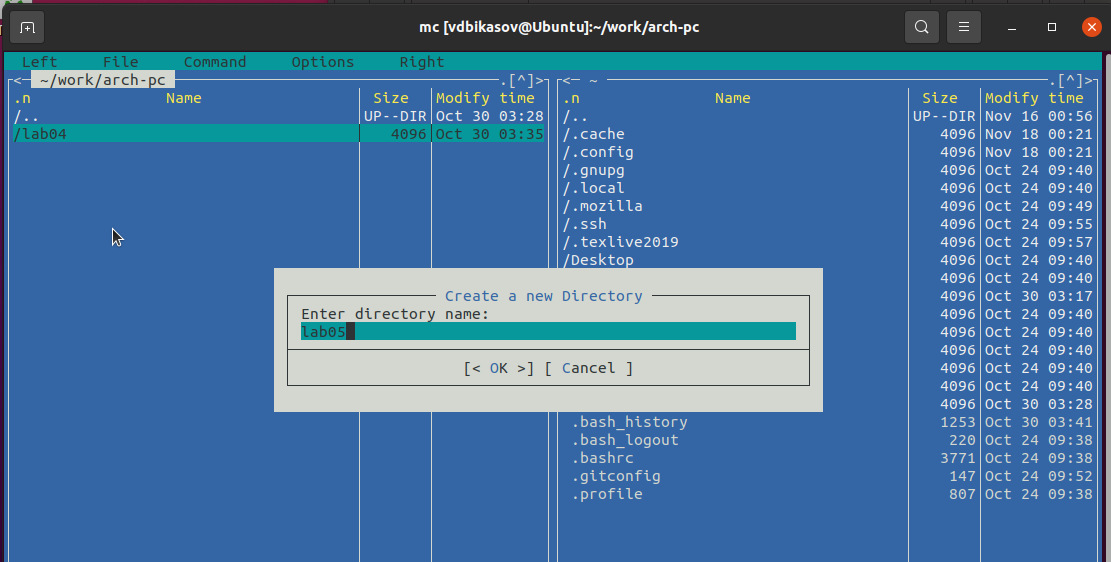 mc [vdbikasov@Ubuntu]:~/work/arch-pc
Left File Command Options Right
<─ ~/work/arch-pc ─.[^]>
.n Name Size Modify time
/.. UP--DIR Oct 30 03:28
/lab04 4096 Oct 30 03:35
<─ ~ ─.[^]>
.n Name Size Modify time
/.. UP--DIR Nov 16 00:56
/.cache 4096 Nov 18 00:21
/.config 4096 Nov 18 00:21
/.gnupg 4096 Oct 24 09:40
/.local 4096 Oct 24 09:40
/.mozilla 4096 Oct 24 09:49
/.ssh 4096 Oct 24 09:55
/.texlive2019 4096 Oct 24 09:57
/Desktop 4096 Oct 24 09:40
4096 Oct 24 09:40
4096 Oct 30 03:17
4096 Oct 24 09:40
4096 Oct 24 09:40
4096 Oct 24 09:40
4096 Oct 24 09:40
4096 Oct 24 09:40
4096 Oct 30 03:28
.bash_history 1253 Oct 30 03:41
.bash_logout 220 Oct 24 09:38
.bashrc 3771 Oct 24 09:38
.gitconfig 147 Oct 24 09:52
.profile 807 Oct 24 09:38
Create a new Directory
Enter directory name:
lab05
[< OK >] [ Cancel ]